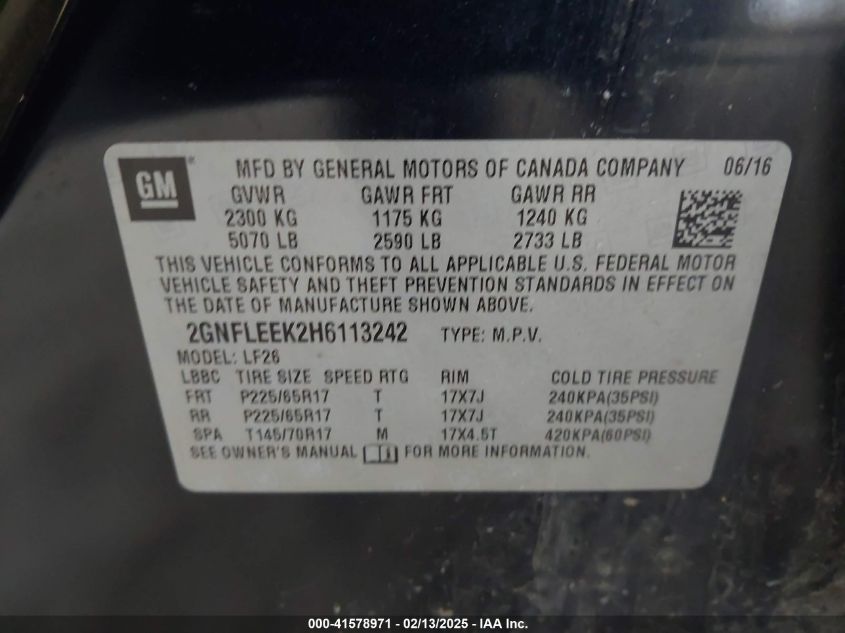 GM
MFD BY GENERAL MOTORS OF CANADA COMPANY 06/16
GVWR GAWR FRT GAWR RR
2300 KG 1175 KG 1240 KG
5070 LB 2590 LB 2733 LB
THIS VEHICLE CONFORMS TO ALL APPLICABLE U.S. FEDERAL MOTOR
VEHICLE SAFETY AND THEFT PREVENTION STANDARDS IN EFFECT ON
THE DATE OF MANUFACTURE SHOWN ABOVE.
2GNFLEEK2H6113242 TYPE: M.P.V.
MODEL: LF26
LBBC TIRE SIZE SPEED RTG RIM COLD TIRE PRESSURE
FRT P225/65R17 T 17X7J 240KPA(35PSI)
RR P225/65R17 T 17X7J 240KPA(35PSI)
SPA T145/70R17 M 17X4.5T 420KPA(60PSI)
SEE OWNER'S MANUAL FOR MORE INFORMATION.
000-41578971 - 02/13/2025 - IAA Inc.